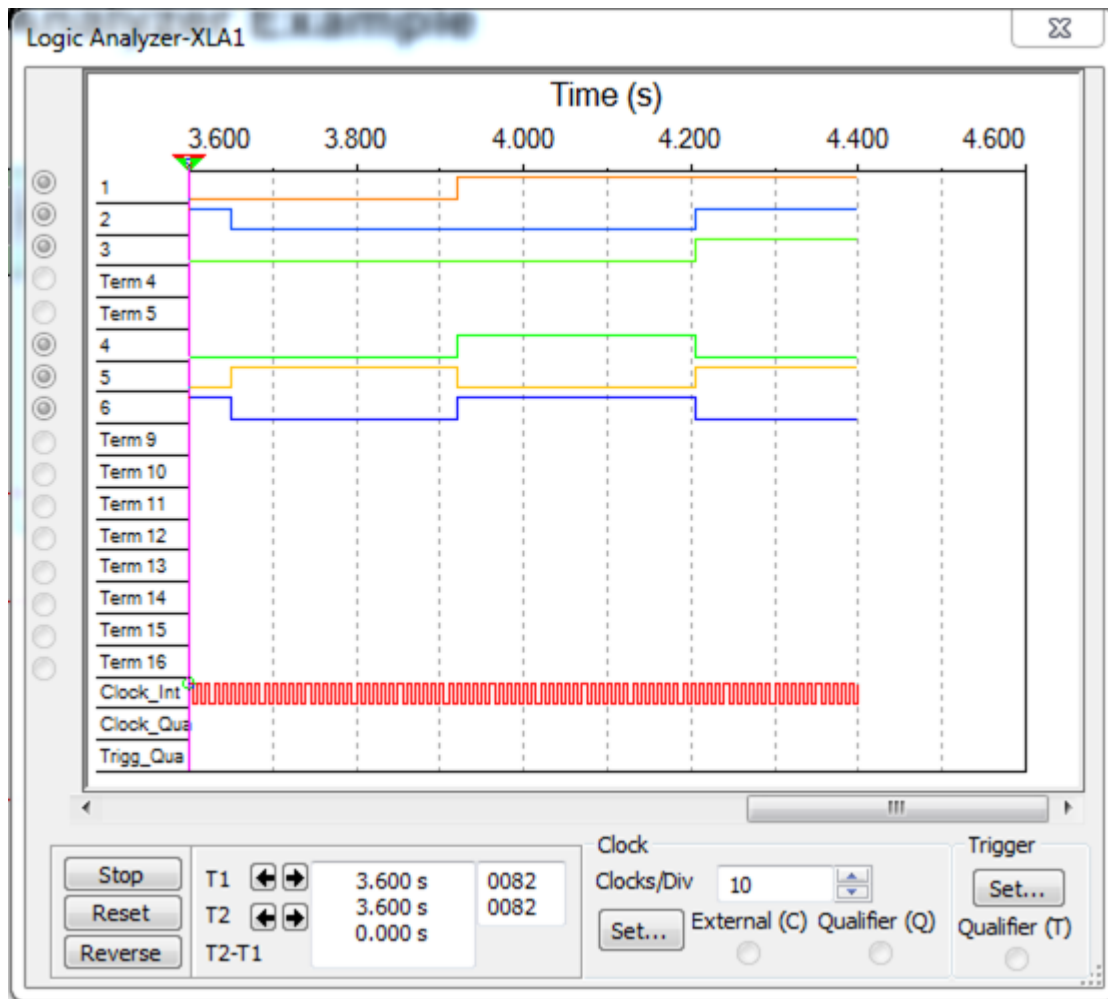 Analyzer Example
Logic Analyzer-XLA1
Time (s)
3.600 3.800 4.000 4.200 4.400 4.600
1
2
3
Term 4
Term 5
4
5
6
Term 9
Term 10
Term 11
Term 12
Term 13
Term 14
Term 15
Term 16
Clock_Int
Clock_Qua
Trigg_Qua
Stop
Reset
Reverse
T1 3.600 s 0082
T2 3.600 s 0082
T2-T1 0.000 s
Clock
Clocks/Div 10
Set... External (C) Qualifier (Q)
Trigger
Set...
Qualifier (T)